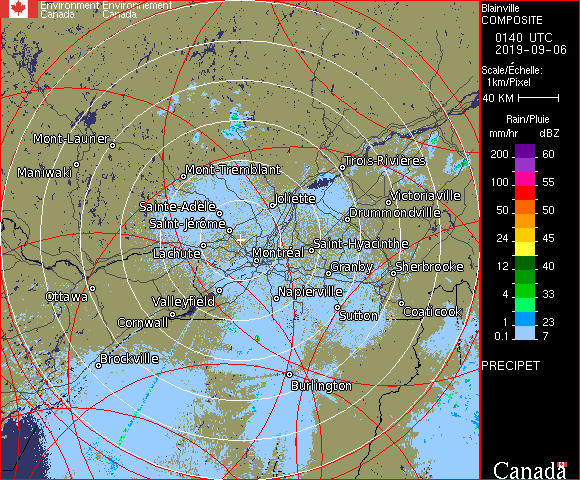 Environment Environnement
Canada Canada
Blainville
COMPOSITE
0140 UTC
2019-09-06
Scale/Échelle:
1km/Pixel
40 KM
Rain/Pluie
mm/hr dBZ
200 60
100 55
50 50
24 45
12 40
4 33
1 23
0.1 7
PRECIPET
Canada
Mont-Laurier
Maniwaki
Mont-Tremblant
Trois-Rivières
Sainte-Adèle
Joliette
Victoriaville
Drummondville
Saint-Jérôme
Lachute
Montréal
Saint-Hyacinthe
Granby
Sherbrooke
Ottawa
Valleyfield
Napierville
Cornwall
Sutton
Coaticook
Brockville
Burlington